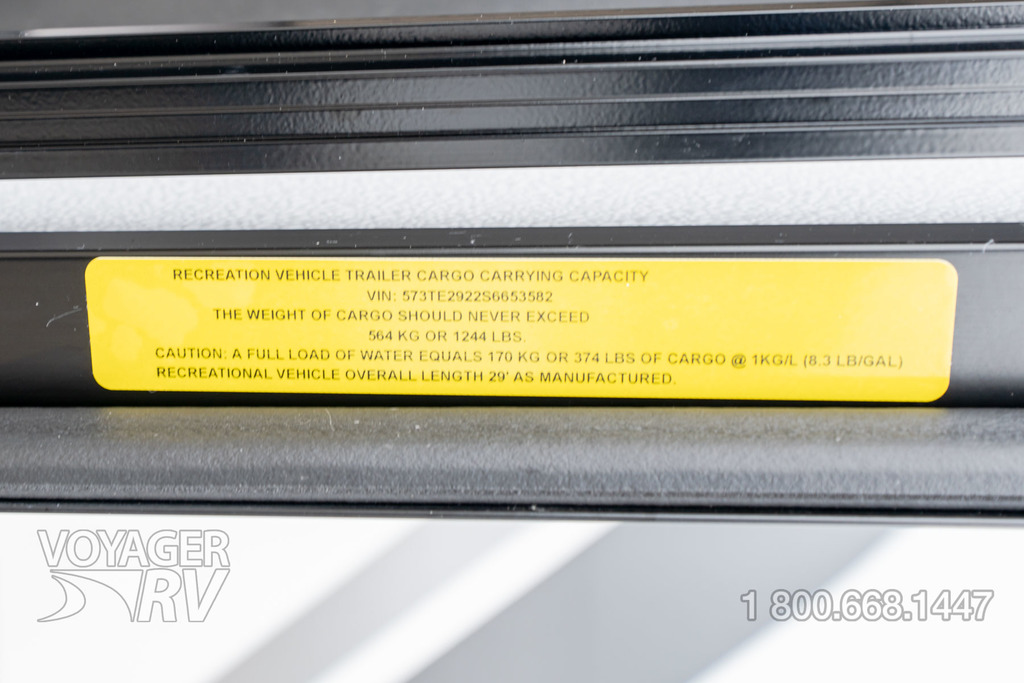 RECREATION VEHICLE TRAILER CARGO CARRYING CAPACITY
VIN: 573TE2922S6653582
THE WEIGHT OF CARGO SHOULD NEVER EXCEED
564 KG OR 1244 LBS.
CAUTION: A FULL LOAD OF WATER EQUALS 170 KG OR 374 LBS OF CARGO @ 1KG/L (8.3 LB/GAL)
RECREATIONAL VEHICLE OVERALL LENGTH 29' AS MANUFACTURED.
VOYAGER
RV
1 800.668.1447